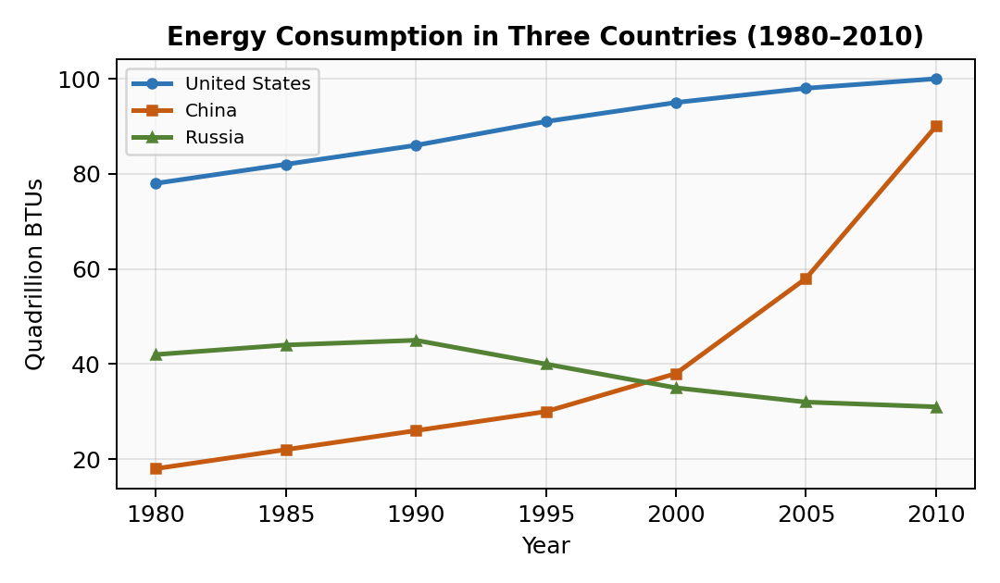 Energy Consumption in Three Countries (1980–2010)
United States
China
Russia
Quadrillion BTUs
100
80
60
40
20
1980 1985 1990 1995 2000 2005 2010
Year